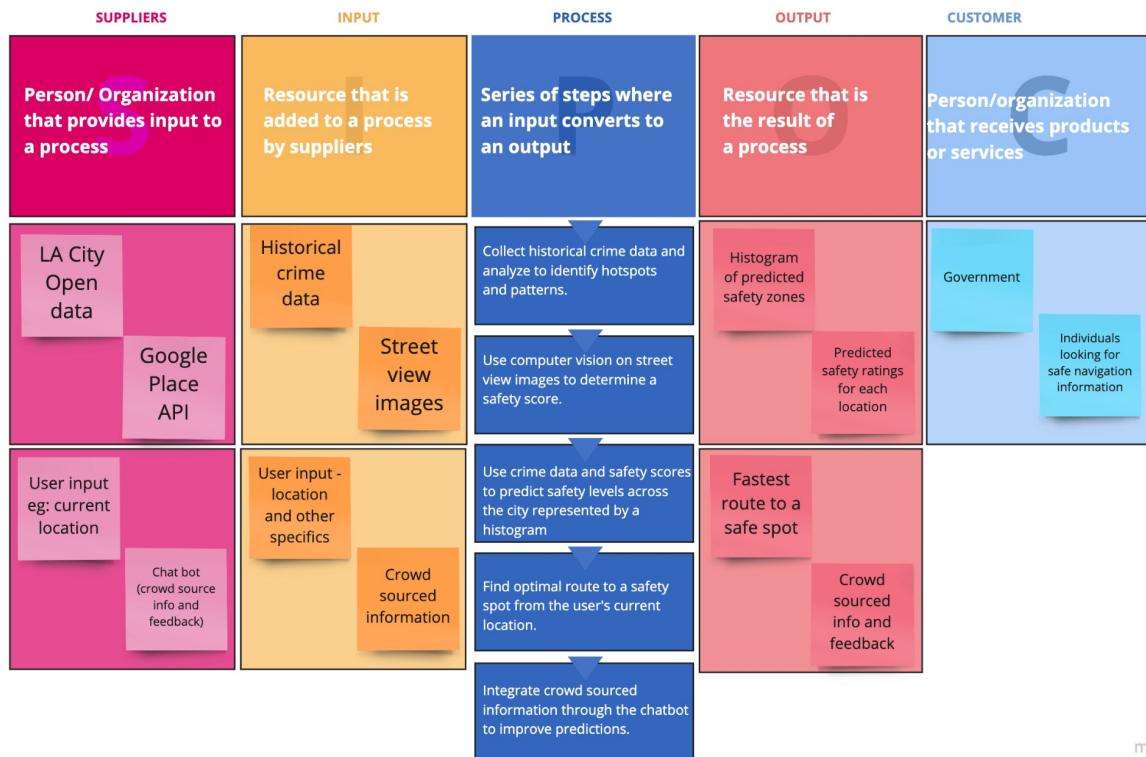 SUPPLIERS
INPUT
PROCESS
OUTPUT
CUSTOMER
S
Person/ Organization
that provides input to
a process
I
Resource that is
added to a process
by suppliers
P
Series of steps where
an input converts to
an output
O
Resource that is
the result of
a process
C
Person/organization
that receives products
or services
LA City
Open
data
Google
Place
API
Historical
crime
data
Street
view
images
Collect historical crime data and
analyze to identify hotspots
and patterns.
Use computer vision on street
view images to determine a
safety score.
Histogram
of predicted
safety zones
Predicted
safety ratings
for each
location
Government
Individuals
looking for
safe navigation
information
User input
eg: current
location
Chat bot
(crowd source
info and
feedback)
User input -
location
and other
specifics
Crowd
sourced
information
Use crime data and safety scores
to predict safety levels across
the city represented by a
histogram
Find optimal route to a safety
spot from the user's current
location.
Integrate crowd sourced
information through the chatbot
to improve predictions.
Fastest
route to a
safe spot
Crowd
sourced
info and
feedback
m